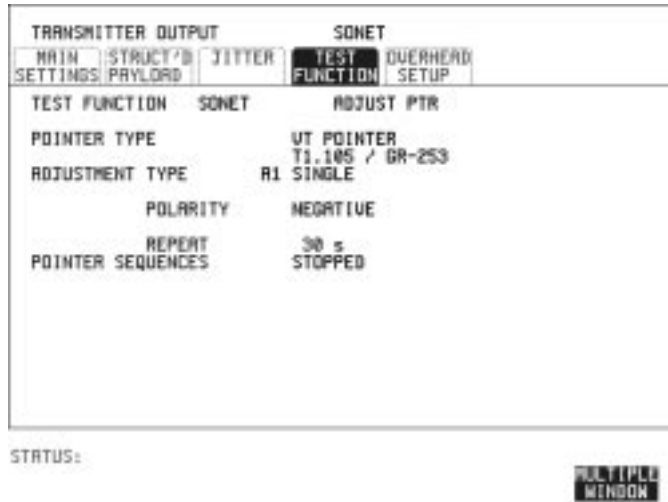 TRANSMITTER OUTPUT SONET
MAIN SETTINGS STRUCT'D PAYLOAD JITTER TEST FUNCTION OVERHEAD SETUP
TEST FUNCTION SONET ADJUST PTR
POINTER TYPE VT POINTER
T1.105 / GR-253
ADJUSTMENT TYPE A1 SINGLE
POLARITY NEGATIVE
REPEAT 30 s
POINTER SEQUENCES STOPPED
STATUS:
MULTIPLE
WINDOW